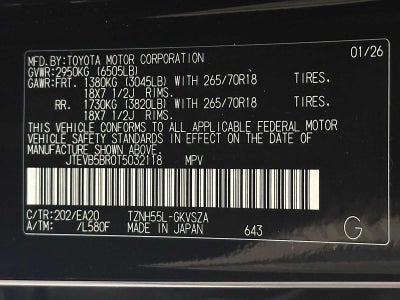 MFD.BY:TOYOTA MOTOR CORPORATION 01/26
GVWR:2950KG (6505LB)
GAWR:FRT. 1380KG (3045LB) WITH 265/70R18 TIRES.
18X7 1/2J RIMS.
RR. 1730KG (3820LB) WITH 265/70R18 TIRES.
18X7 1/2J RIMS.
THIS VEHICLE CONFORMS TO ALL APPLICABLE FEDERAL MOTOR
VEHICLE SAFETY STANDARDS IN EFFECT ON THE DATE OF
MANUFACTURE SHOWN ABOVE.
JTEVB5BR0T5032118 MPV
C/TR:202/EA20 TZNH55L-GKVSZA
A/TM: /L580F MADE IN JAPAN 643 G